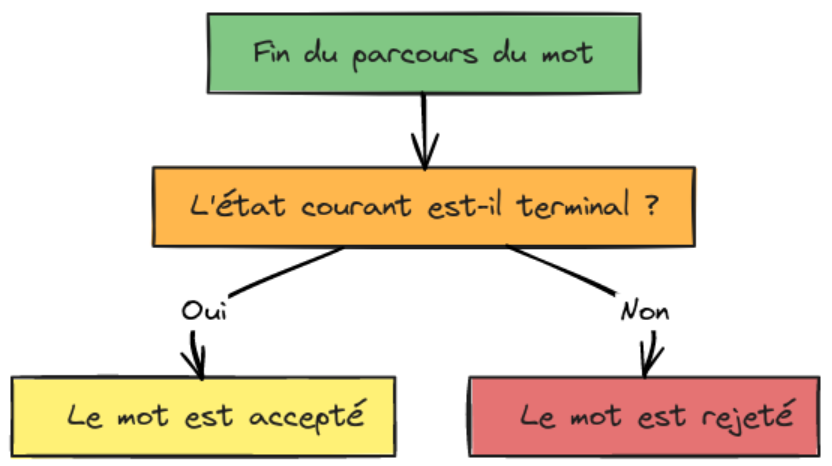 Fin du parcours du mot
L'état courant est-il terminal ?
Oui
Non
Le mot est accepté
Le mot est rejeté